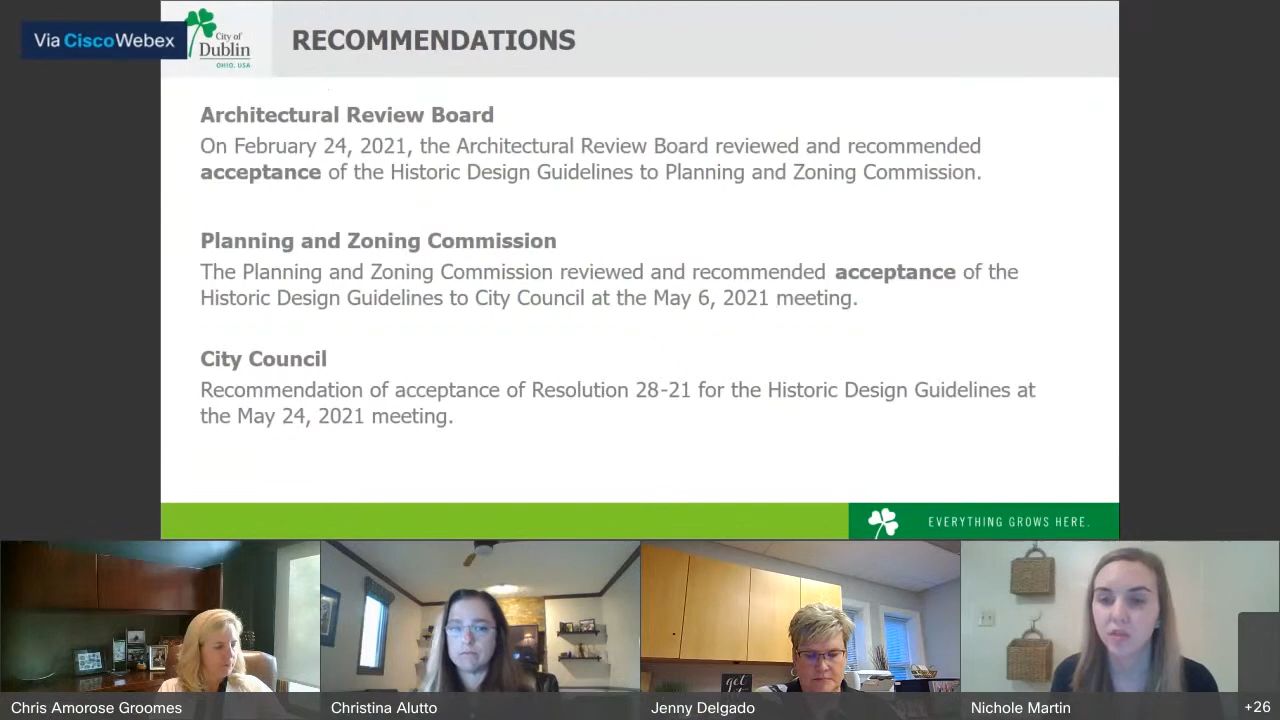 Via CiscoWebex
City of
Dublin
OHIO, USA
RECOMMENDATIONS
Architectural Review Board
On February 24, 2021, the Architectural Review Board reviewed and recommended
acceptance of the Historic Design Guidelines to Planning and Zoning Commission.
Planning and Zoning Commission
The Planning and Zoning Commission reviewed and recommended acceptance of the
Historic Design Guidelines to City Council at the May 6, 2021 meeting.
City Council
Recommendation of acceptance of Resolution 28-21 for the Historic Design Guidelines at
the May 24, 2021 meeting.
EVERYTHING GROWS HERE.
get
Chris Amorose Groomes
Christina Alutto
Jenny Delgado
Nichole Martin
+26